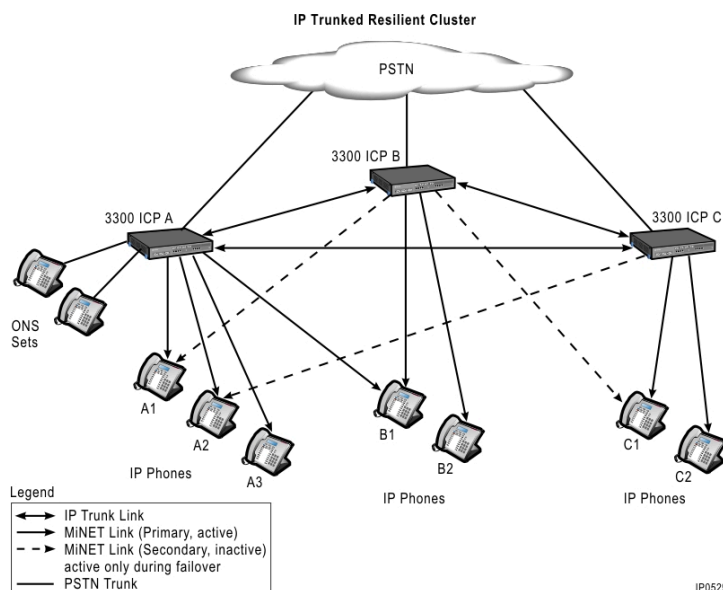 IP Trunked Resilient Cluster
PSTN
3300 ICP B
3300 ICP A
3300 ICP C
ONS
Sets
A1
A2
A3
B1
B2
C1
C2
IP Phones
IP Phones
IP Phones
Legend
IP Trunk Link
MiNET Link (Primary, active)
MiNET Link (Secondary, inactive)
active only during failover
PSTN Trunk